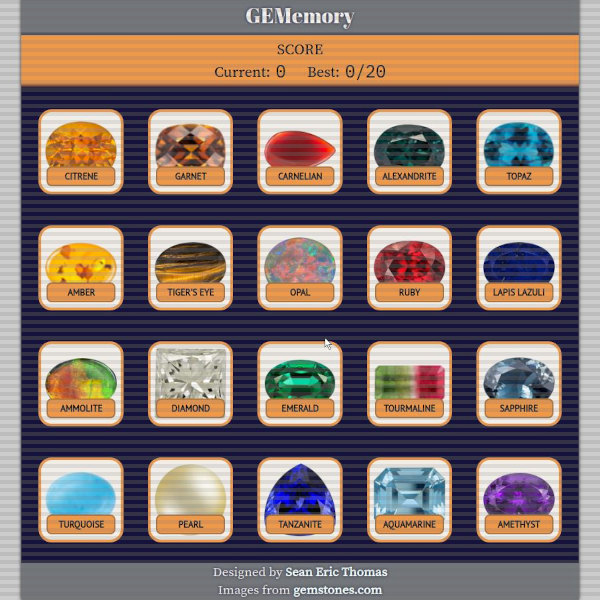 GEMemory
SCORE
Current: 0 Best: 0/20
CITRENE GARNET CARNELIAN ALEXANDRITE TOPAZ
AMBER TIGER'S EYE OPAL RUBY LAPIS LAZULI
AMMOLITE DIAMOND EMERALD TOURMALINE SAPPHIRE
TURQUOISE PEARL TANZANITE AQUAMARINE AMETHYST
Designed by Sean Eric Thomas
Images from gemstones.com